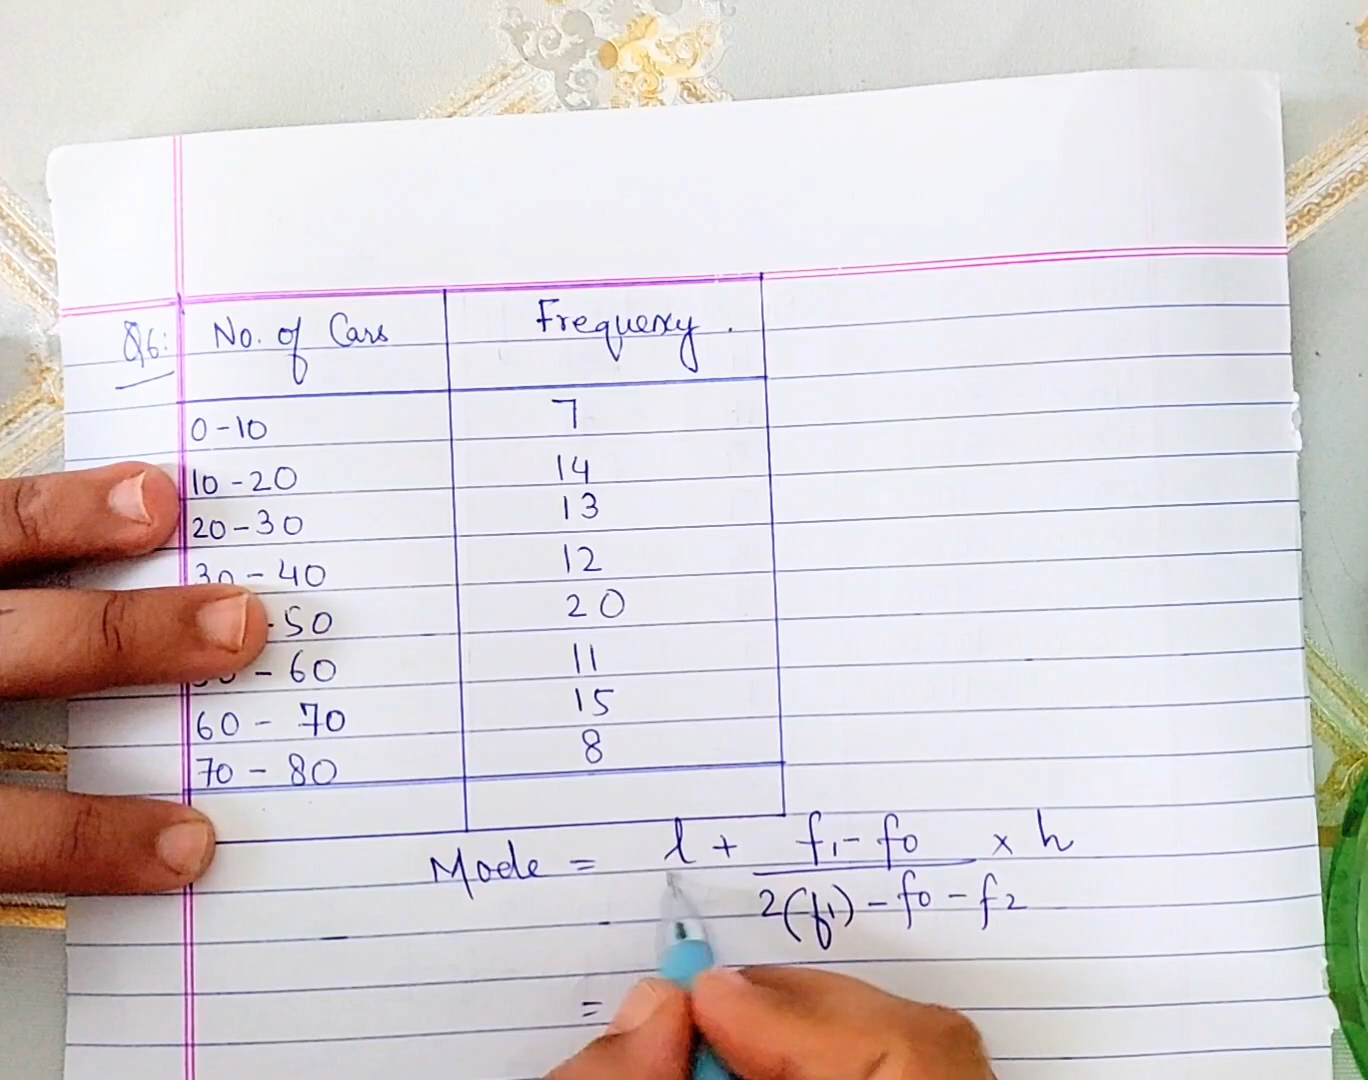 Q6: No. of Cars Frequency.
0-10 7
10-20 14
20-30 13
30-40 12
-50 20
- 60 11
60 - 70 15
70 - 80 8
Mode = l + f1 - f0 / 2(f1) - f0 - f2 × h
=